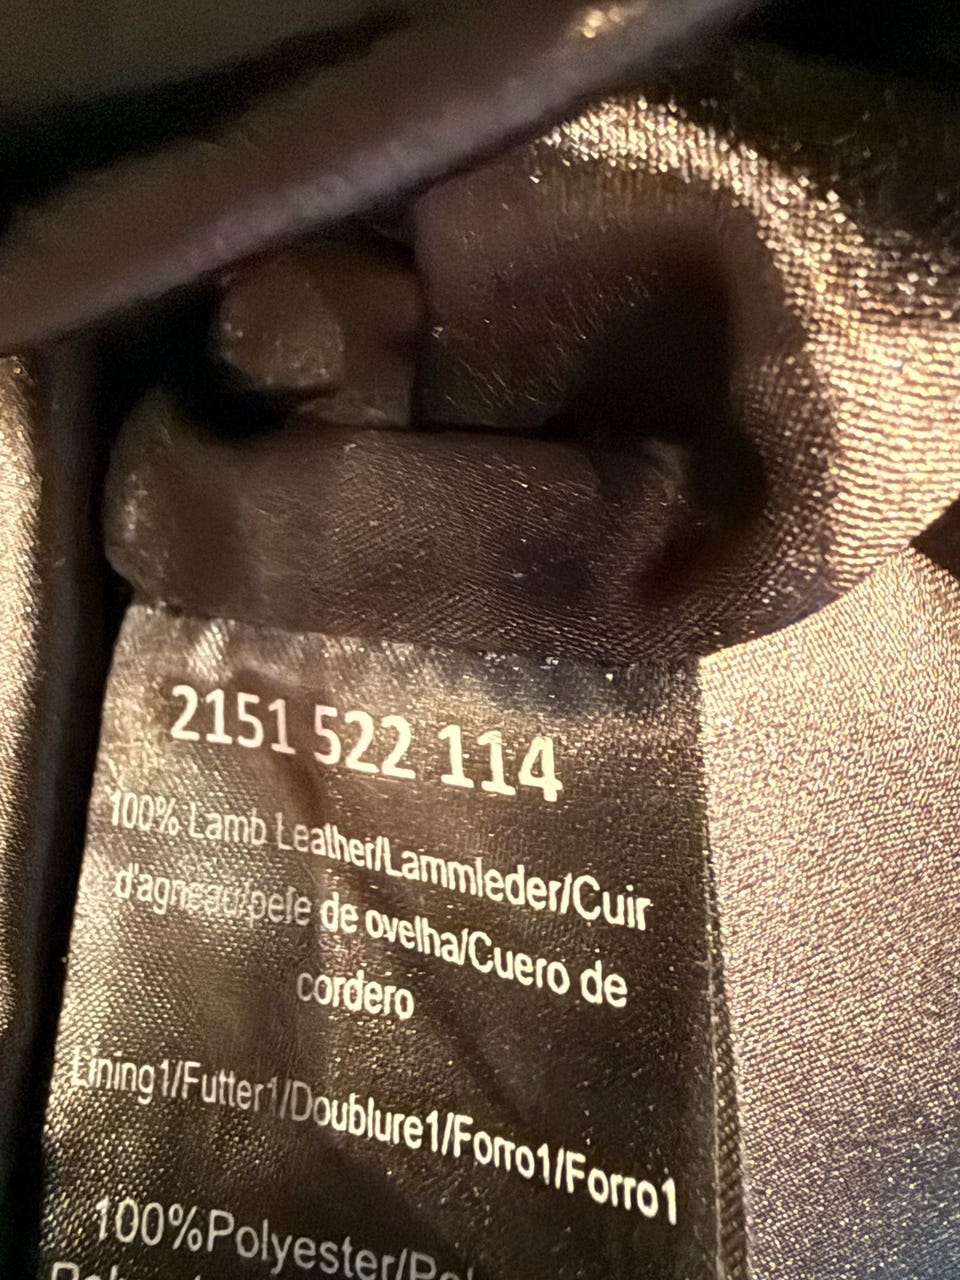 2151 522 114
100% Lamb Leather/Lammleder/Cuir
d'agneau/pele de ovelha/Cuero de
cordero
Lining1/Futter1/Doublure1/Forro1/Forro1
100%Polyester/